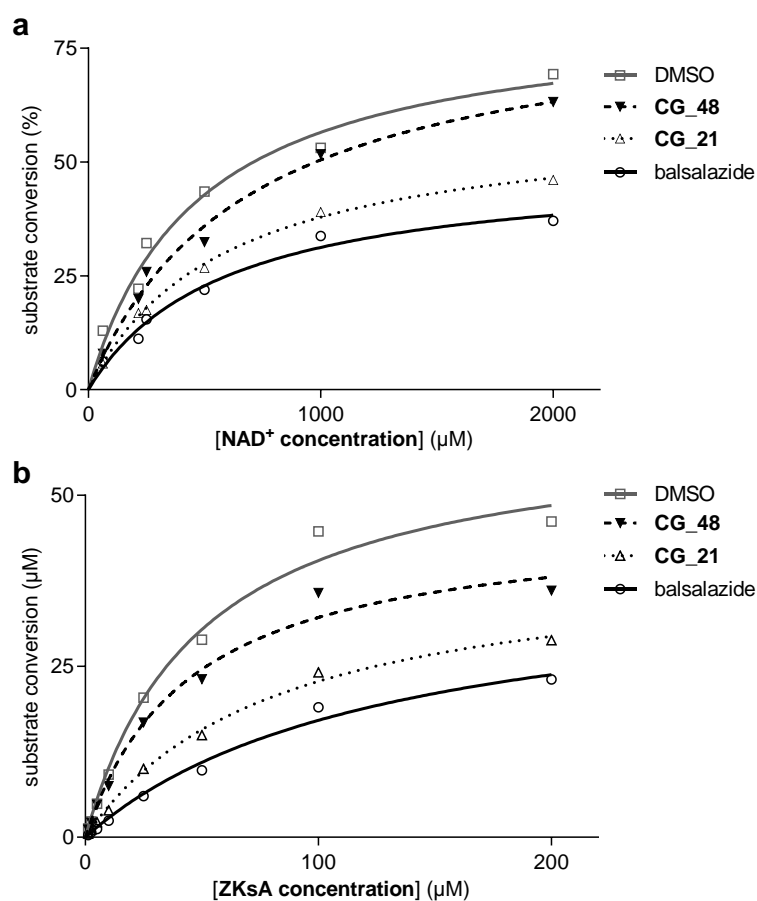 a
75
50
25
0
substrate conversion (%)
0
1000
2000
[NAD⁺ concentration] (µM)
DMSO
CG_48
CG_21
balsalazide
b
50
25
0
substrate conversion (µM)
0
100
200
[ZKsA concentration] (µM)
DMSO
CG_48
CG_21
balsalazide